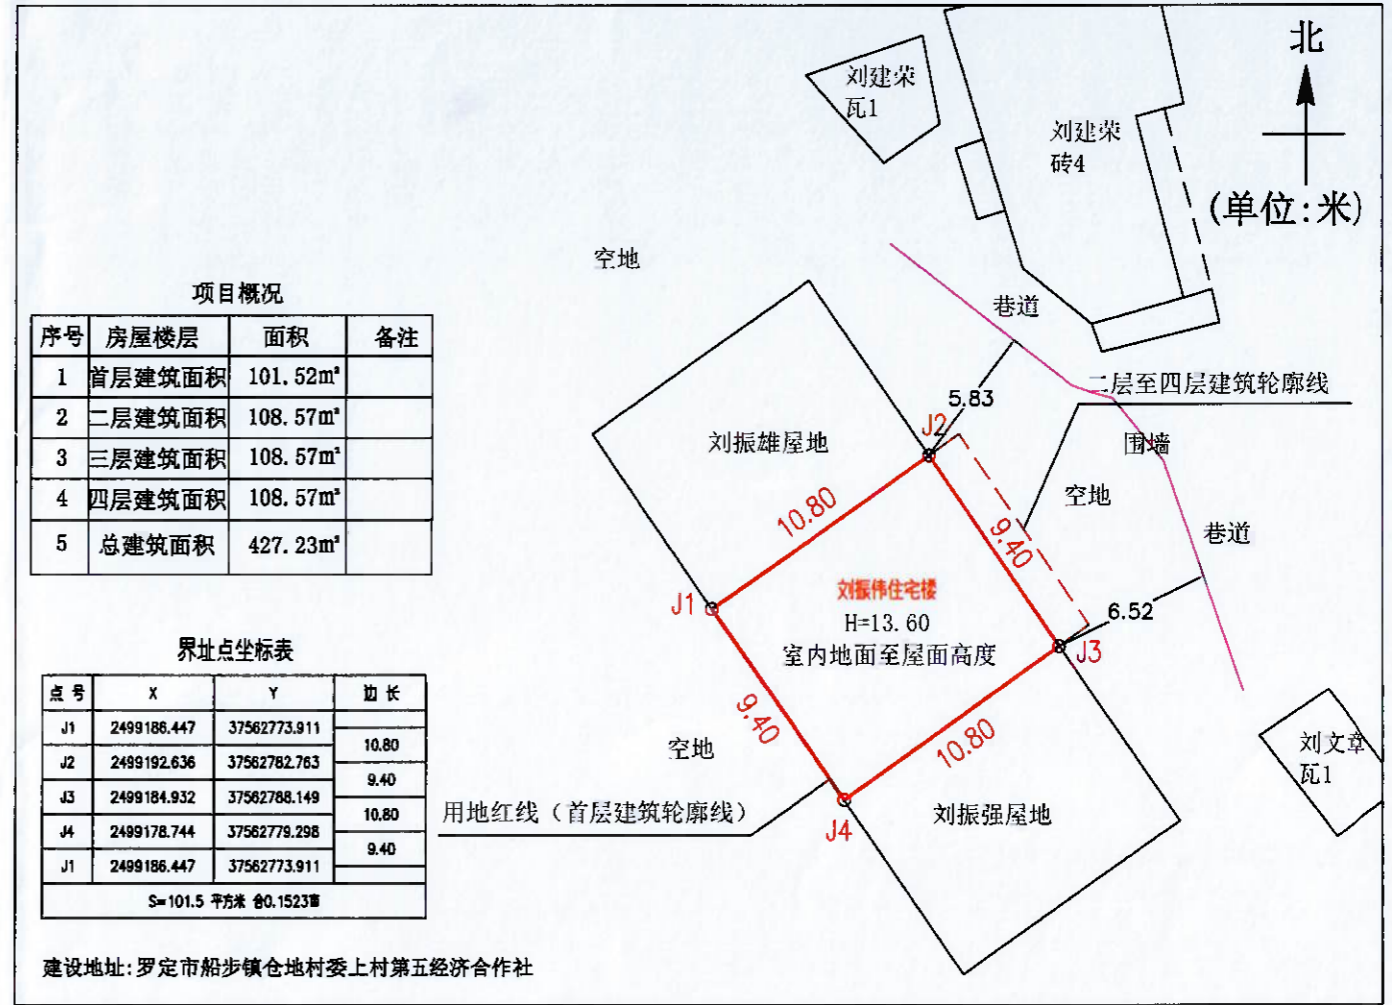 北
(单位:米)
刘建荣
瓦1
刘建荣
砖4
空地
巷道
二层至四层建筑轮廓线
5.83
J2
围墙
刘振雄屋地
空地
巷道
10.80
9.40
刘振伟住宅楼
H=13.60
室内地面至屋面高度
J1
6.52
J3
9.40
10.80
空地
刘文章
瓦1
用地红线（首层建筑轮廓线）
J4
刘振强屋地
项目概况
序号 房屋楼层 面积 备注
1 首层建筑面积 101.52m²
2 二层建筑面积 108.57m²
3 三层建筑面积 108.57m²
4 四层建筑面积 108.57m²
5 总建筑面积 427.23m²
界址点坐标表
点号 X Y 边长
J1 2499186.447 37562773.911
10.80
J2 2499192.636 37562782.763
9.40
J3 2499184.932 37562788.149
10.80
J4 2499178.744 37562779.298
9.40
J1 2499186.447 37562773.911
S=101.5 平方米 合0.1523亩
建设地址:罗定市船步镇仓地村委上村第五经济合作社